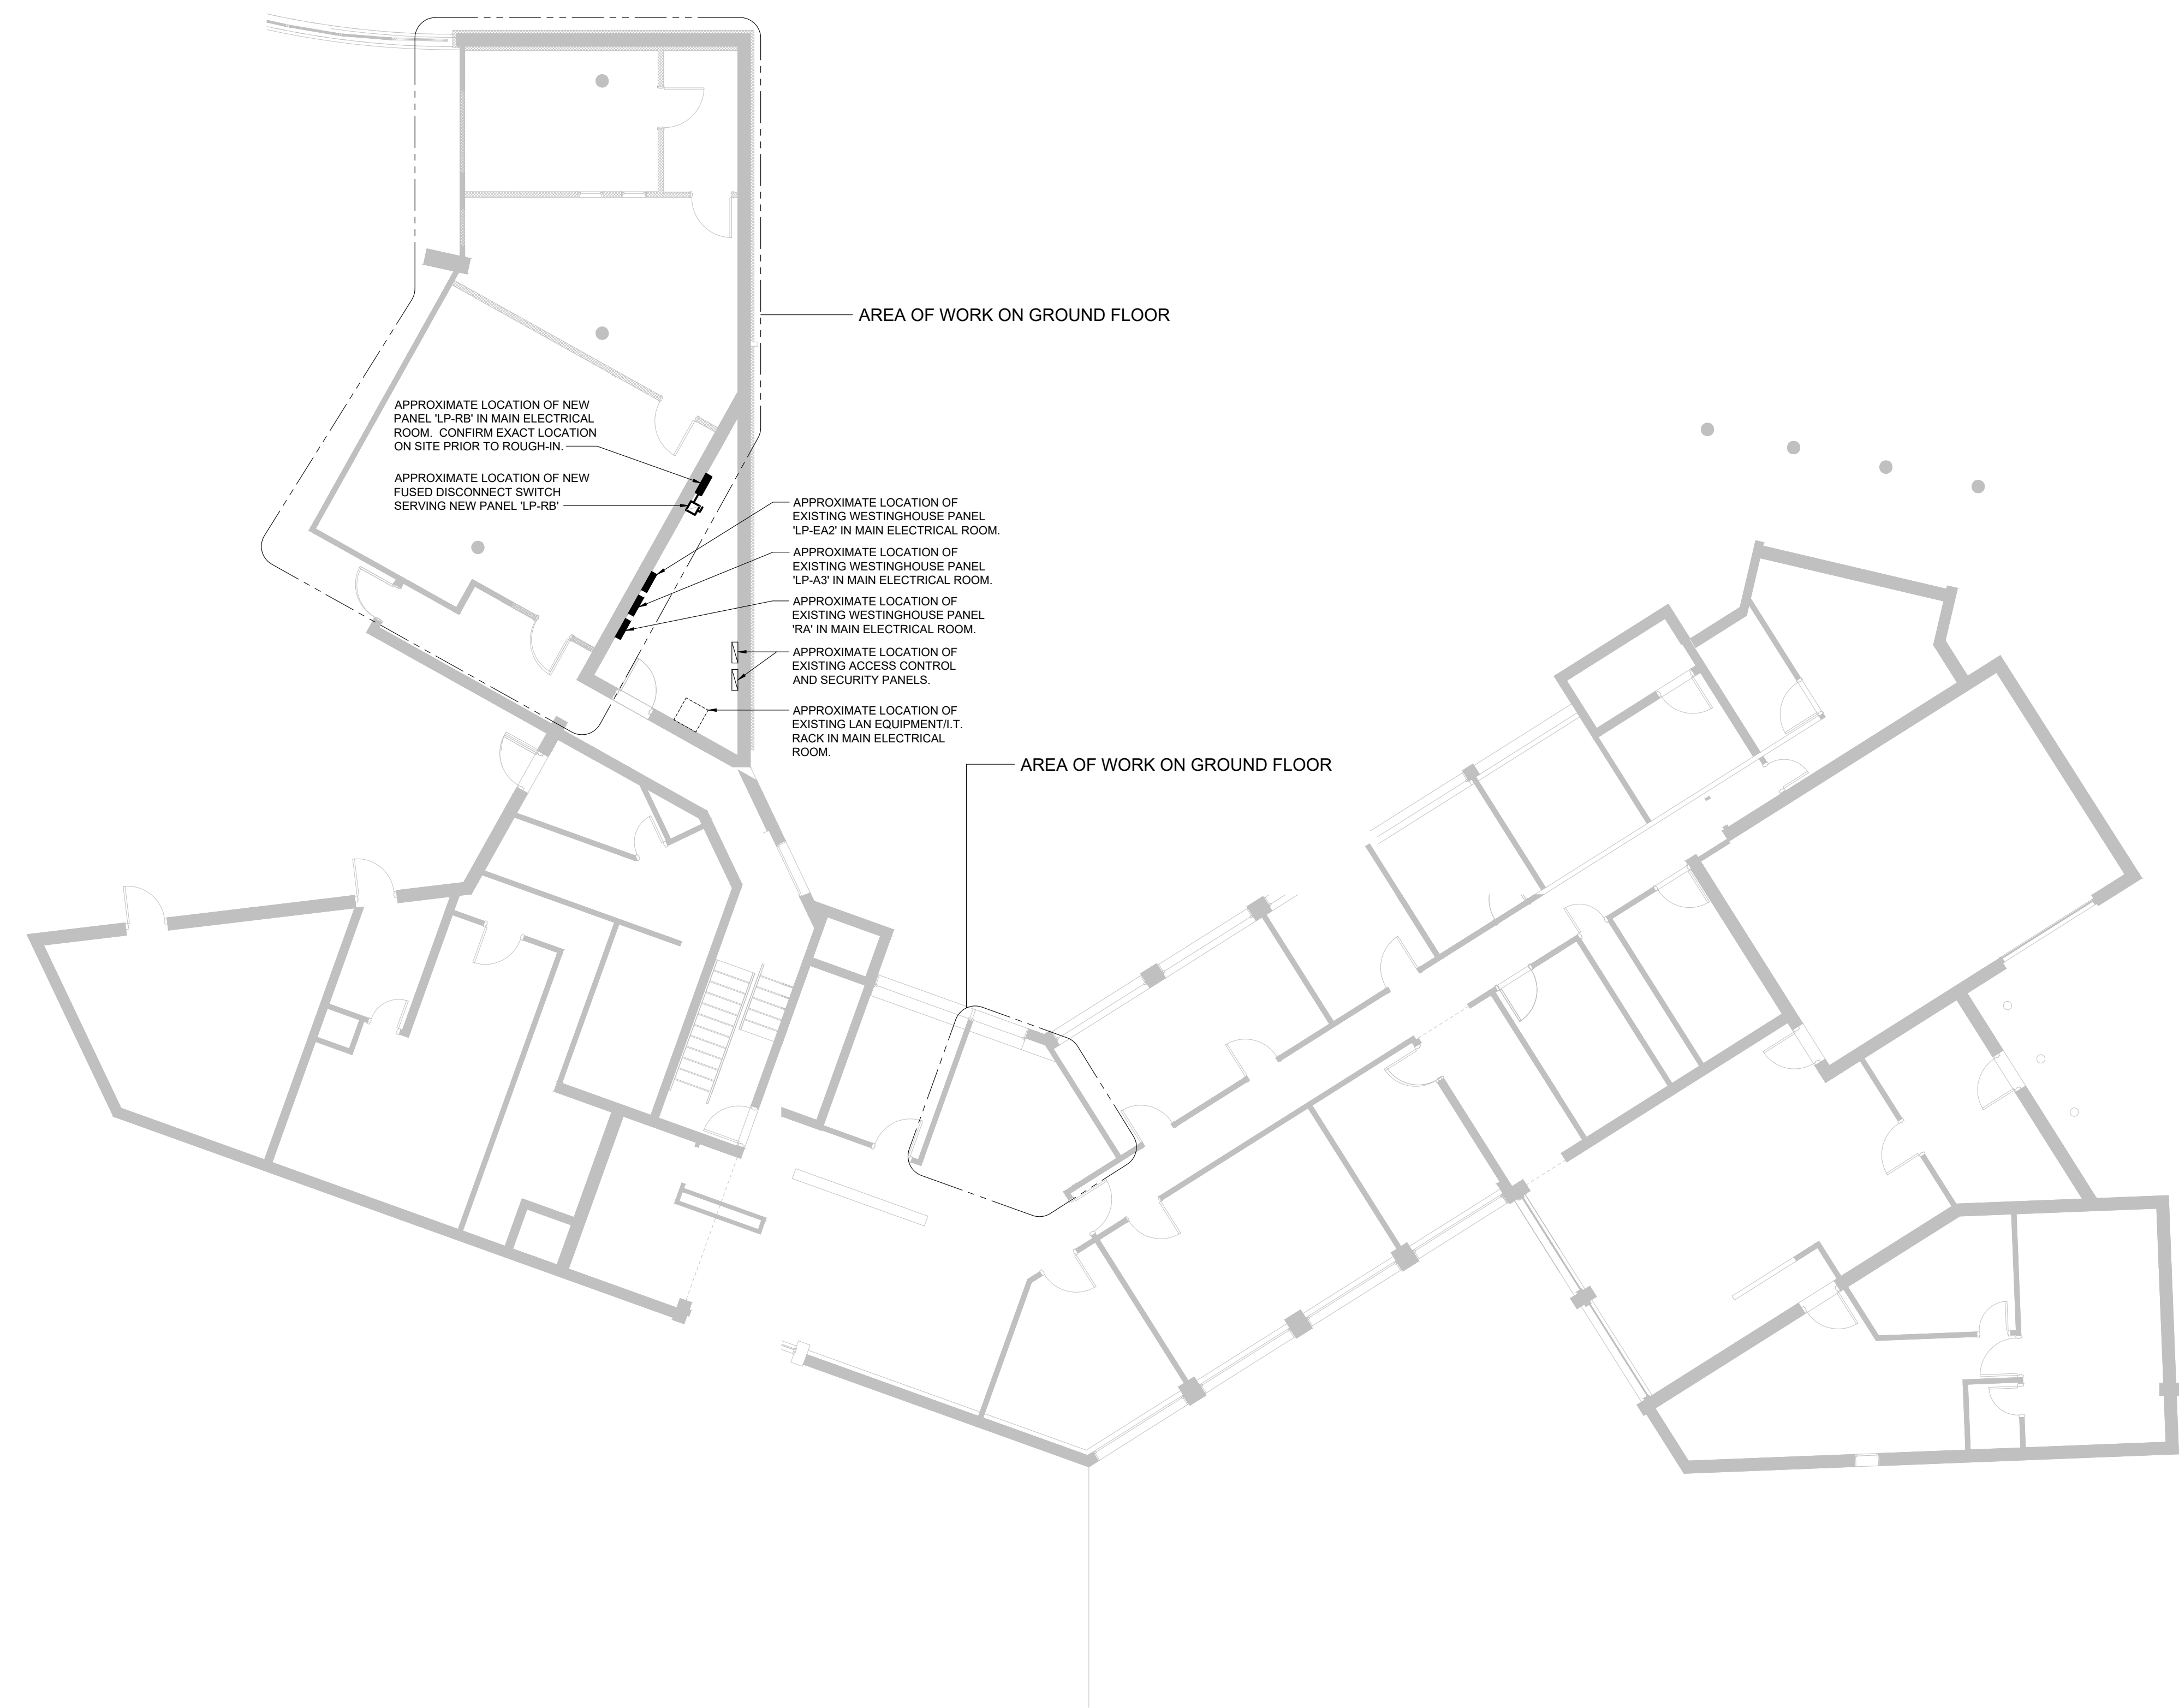 AREA OF WORK ON GROUND FLOOR
APPROXIMATE LOCATION OF NEW
PANEL 'LP-RB' IN MAIN ELECTRICAL
ROOM. CONFIRM EXACT LOCATION
ON SITE PRIOR TO ROUGH-IN.
APPROXIMATE LOCATION OF NEW
FUSED DISCONNECT SWITCH
SERVING NEW PANEL 'LP-RB'
APPROXIMATE LOCATION OF
EXISTING WESTINGHOUSE PANEL
'LP-EA2' IN MAIN ELECTRICAL ROOM.
APPROXIMATE LOCATION OF
EXISTING WESTINGHOUSE PANEL
'LP-A3' IN MAIN ELECTRICAL ROOM.
APPROXIMATE LOCATION OF
EXISTING WESTINGHOUSE PANEL
'RA' IN MAIN ELECTRICAL ROOM.
APPROXIMATE LOCATION OF
EXISTING ACCESS CONTROL
AND SECURITY PANELS.
APPROXIMATE LOCATION OF
EXISTING LAN EQUIPMENT/I.T.
RACK IN MAIN ELECTRICAL
ROOM.
AREA OF WORK ON GROUND FLOOR